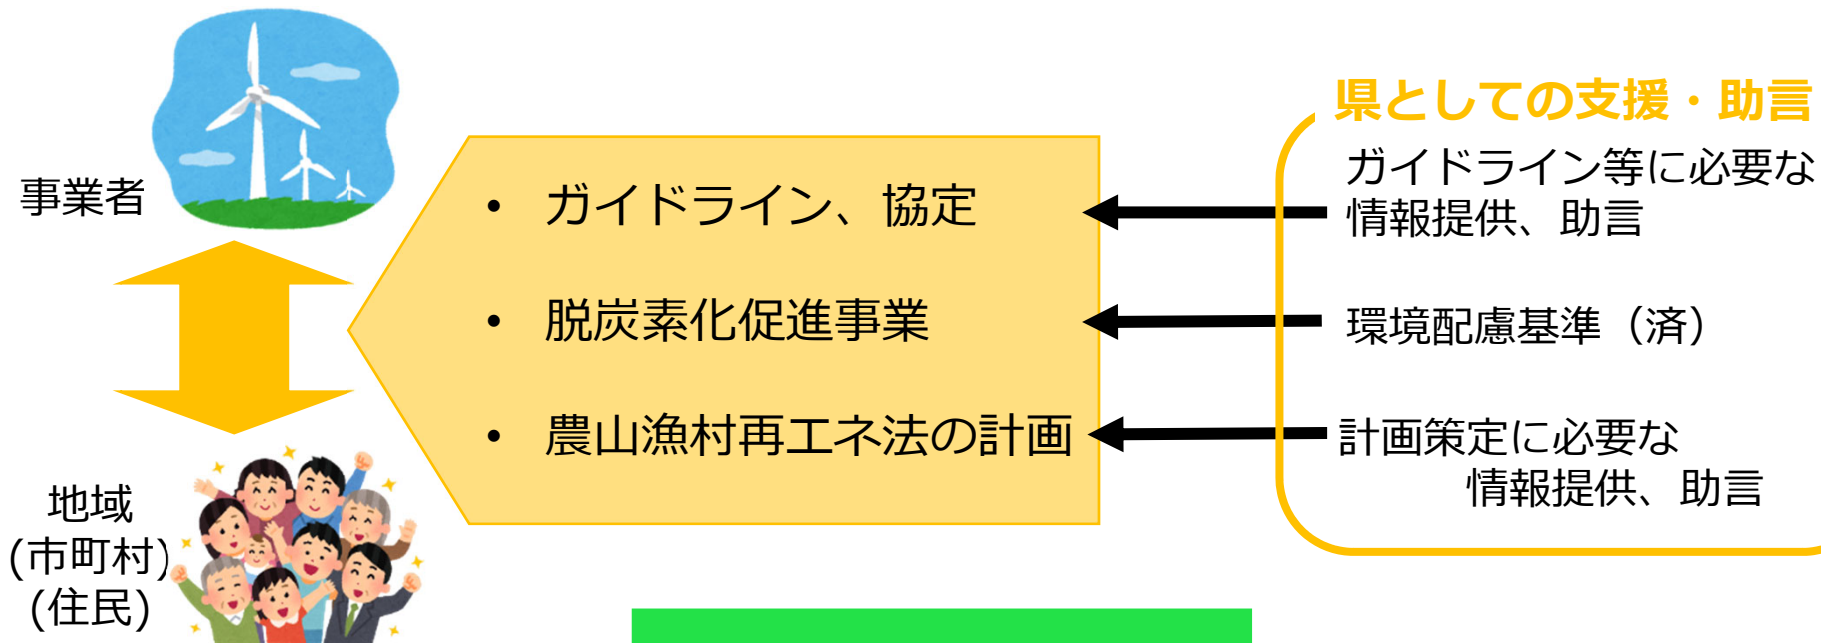 事業者
地域
(市町村)
(住民)
• ガイドライン、協定
• 脱炭素化促進事業
• 農山漁村再エネ法の計画
県としての支援・助言
ガイドライン等に必要な
情報提供、助言
環境配慮基準（済）
計画策定に必要な
情報提供、助言